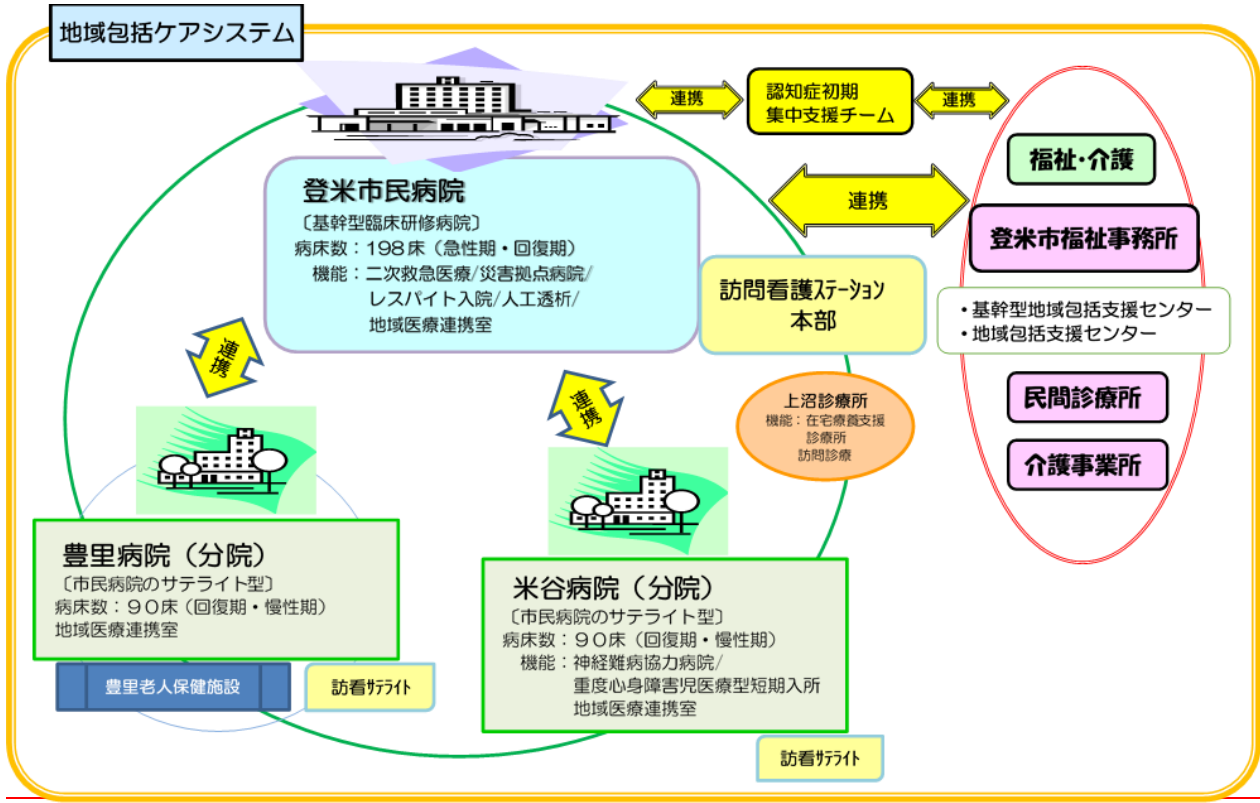 地域包括ケアシステム
連携
認知症初期
集中支援チーム
連携
福祉・介護
登米市民病院
〔基幹型臨床研修病院〕
病床数：198床（急性期・回復期）
機能：二次救急医療/災害拠点病院/
レスパイト入院/人工透析/
地域医療連携室
連携
登米市福祉事務所
訪問看護ｽﾃｰｼｮﾝ
本部
・基幹型地域包括支援センター
・地域包括支援センター
連携
連携
上沼診療所
機能：在宅療養支援
診療所
訪問診療
民間診療所
介護事業所
豊里病院（分院）
〔市民病院のサテライト型〕
病床数：９０床（回復期・慢性期）
地域医療連携室
豊里老人保健施設
訪看ｻﾃﾗｲﾄ
米谷病院（分院）
〔市民病院のサテライト型〕
病床数：９０床（回復期・慢性期）
機能：神経難病協力病院/
重度心身障害児医療型短期入所
地域医療連携室
訪看ｻﾃﾗｲﾄ